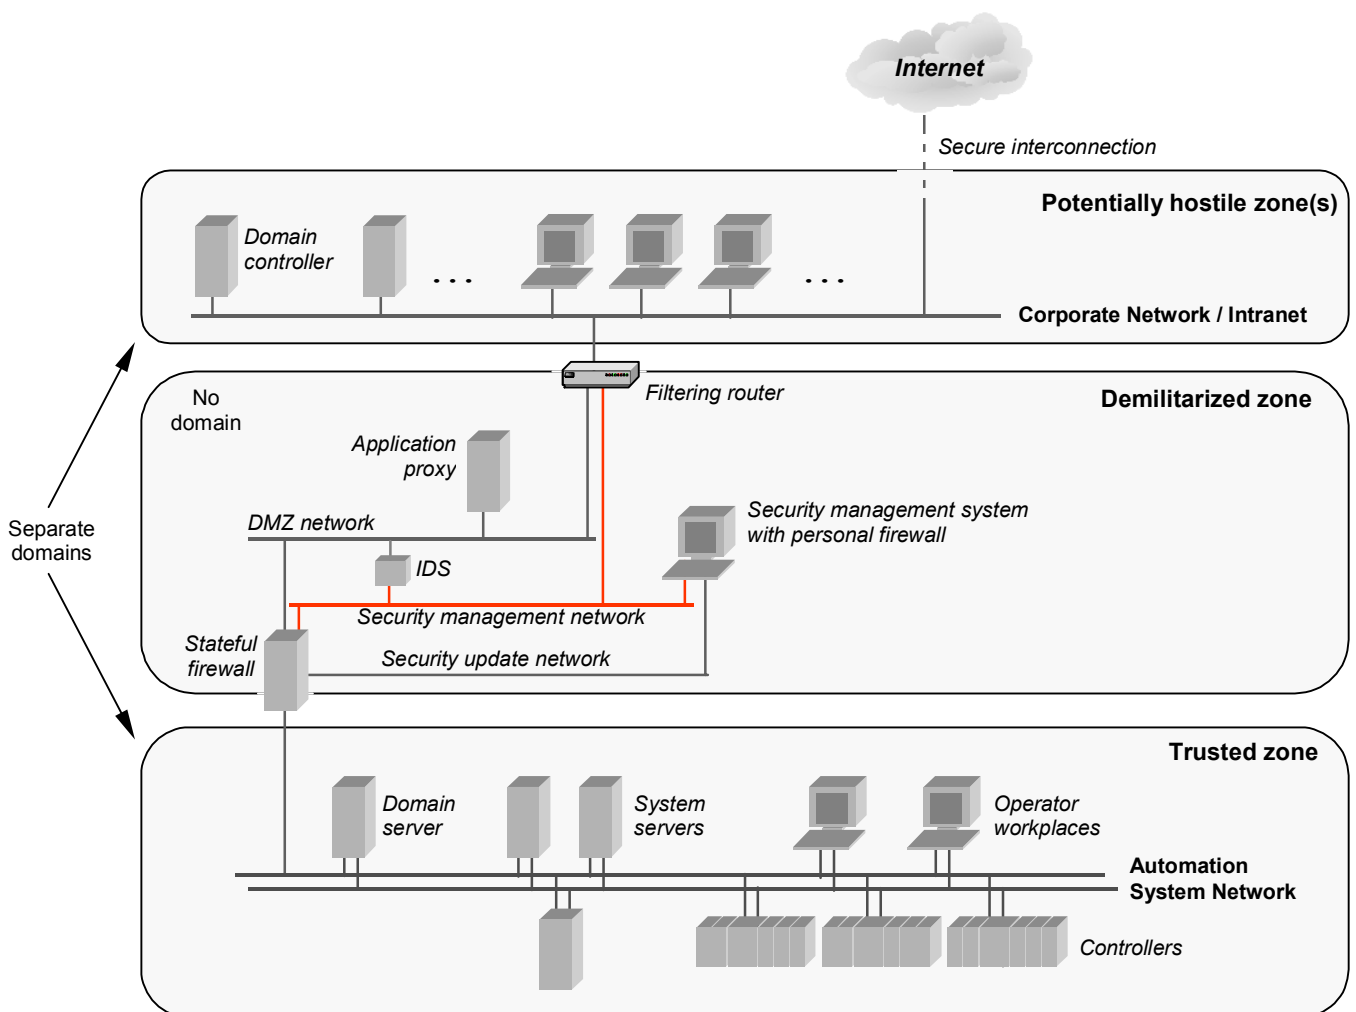 Internet
Secure interconnection
Potentially hostile zone(s)
Domain
controller
. . .
. . .
Corporate Network / Intranet
No
domain
Filtering router
Demilitarized zone
Application
proxy
Security management system
with personal firewall
DMZ network
IDS
Separate
domains
Security management network
Stateful
firewall
Security update network
Trusted zone
Domain
server
System
servers
Operator
workplaces
Automation
System Network
Controllers